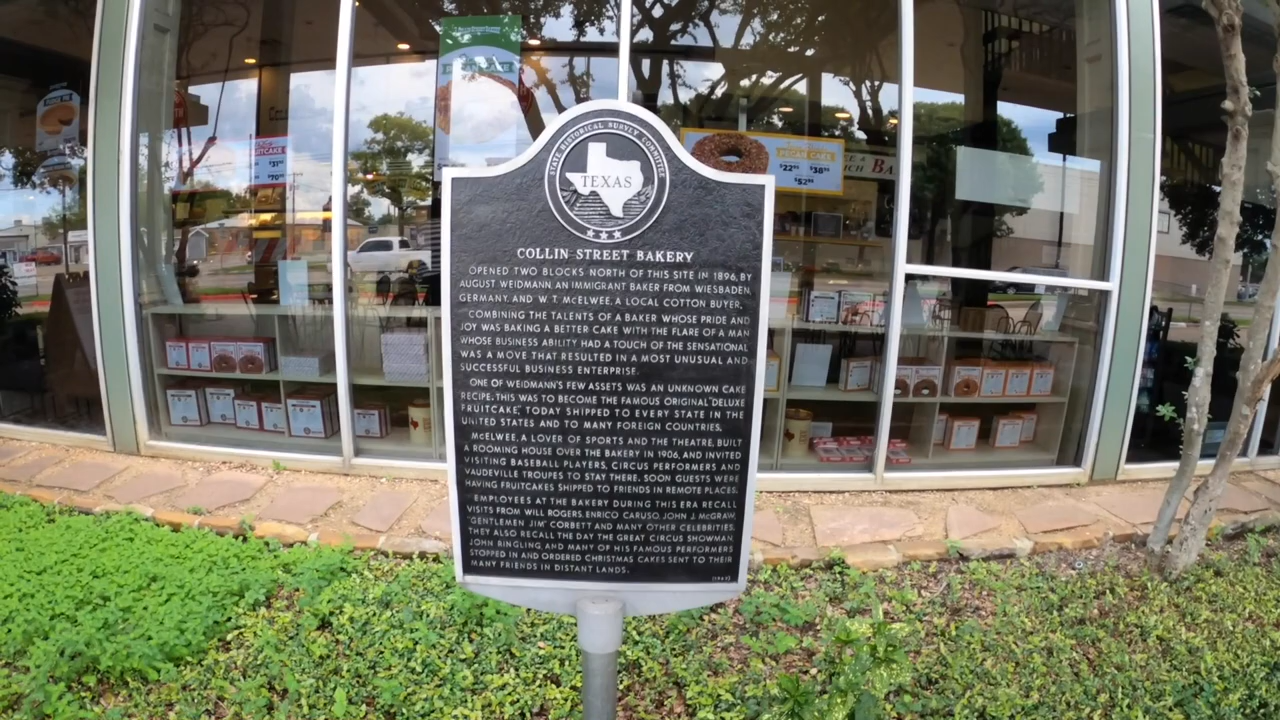 STATE HISTORICAL SURVEY COMMITTEE
TEXAS
COLLIN STREET BAKERY
OPENED TWO BLOCKS NORTH OF THIS SITE IN 1896, BY
AUGUST WEIDMANN, AN IMMIGRANT BAKER FROM WIESBADEN,
GERMANY, AND W. T. McELWEE, A LOCAL COTTON BUYER.
COMBINING THE TALENTS OF A BAKER WHOSE PRIDE AND
JOY WAS BAKING A BETTER CAKE WITH THE FLARE OF A MAN
WHOSE BUSINESS ABILITY HAD A TOUCH OF THE SENSATIONAL
WAS A MOVE THAT RESULTED IN A MOST UNUSUAL AND
SUCCESSFUL BUSINESS ENTERPRISE.
ONE OF WEIDMANN'S FEW ASSETS WAS AN UNKNOWN CAKE
RECIPE. THIS WAS TO BECOME THE FAMOUS ORIGINAL "DELUXE
FRUITCAKE," TODAY SHIPPED TO EVERY STATE IN THE
UNITED STATES AND TO MANY FOREIGN COUNTRIES.
McELWEE, A LOVER OF SPORTS AND THE THEATRE, BUILT
A ROOMING HOUSE OVER THE BAKERY IN 1906, AND INVITED
VISITING BASEBALL PLAYERS, CIRCUS PERFORMERS AND
VAUDEVILLE TROUPES TO STAY THERE. SOON GUESTS WERE
HAVING FRUITCAKES SHIPPED TO FRIENDS IN REMOTE PLACES.
EMPLOYEES AT THE BAKERY DURING THIS ERA RECALL
VISITS FROM WILL ROGERS, ENRICO CARUSO, JOHN J. McGRAW,
"GENTLEMEN JIM" CORBETT AND MANY OTHER CELEBRITIES.
THEY ALSO RECALL THE DAY THE GREAT CIRCUS SHOWMAN,
JOHN RINGLING, AND MANY OF HIS FAMOUS PERFORMERS
STOPPED IN AND ORDERED CHRISTMAS CAKES SENT TO THEIR
MANY FRIENDS IN DISTANT LANDS.
PECAN CAKE